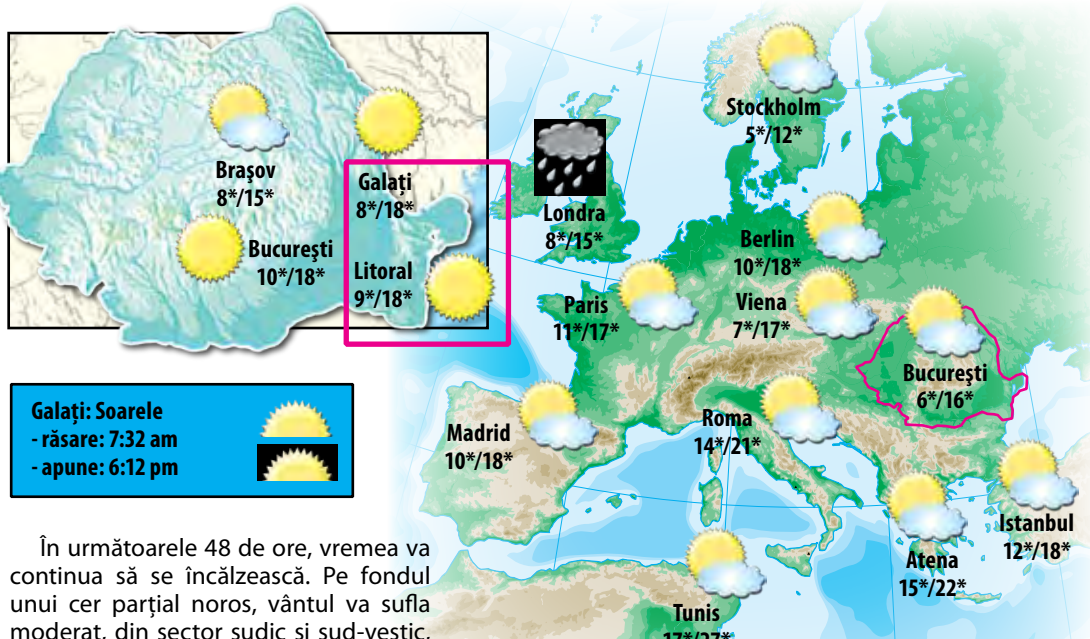 Brașov
8*/15*
Galați
8*/18*
București
10*/18*
Litoral
9*/18*
Stockholm
5*/12*
Londra
8*/15*
Berlin
10*/18*
Paris
11*/17*
Viena
7*/17*
București
6*/16*
Madrid
10*/18*
Roma
14*/21*
Istanbul
12*/18*
Atena
15*/22*
Tunis
17*/27*
Galați: Soarele
- răsare: 7:32 am
- apune: 6:12 pm
În următoarele 48 de ore, vremea va
continua să se încălzească. Pe fondul
unui cer parțial noros, vântul va sufla
moderat, din sector sudic și sud-vestic,